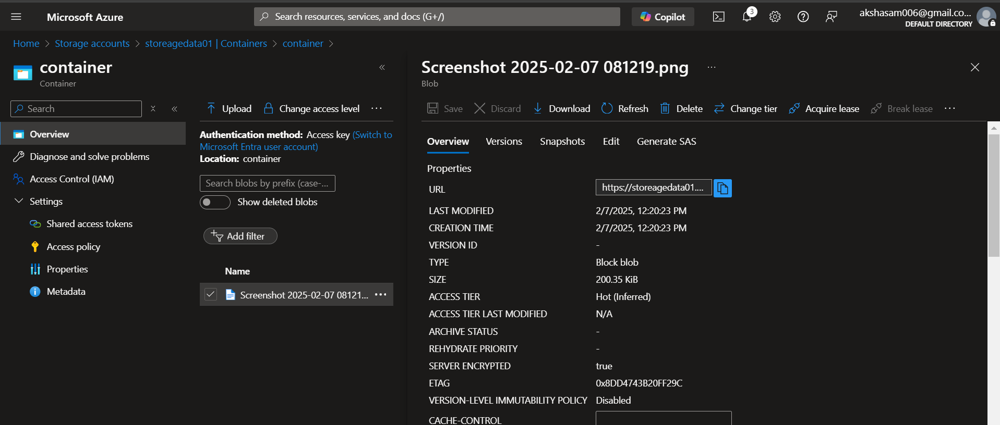 Microsoft Azure
Search resources, services, and docs (G+/)
Copilot
3
akshasam006@gmail.co...
DEFAULT DIRECTORY
Home > Storage accounts > storeagedata01 | Containers > container >
container
Container
Search
Overview
Diagnose and solve problems
Access Control (IAM)
Settings
Shared access tokens
Access policy
Properties
Metadata
Upload
Change access level
Authentication method: Access key (Switch to
Microsoft Entra user account)
Location: container
Search blobs by prefix (case-...
Show deleted blobs
Add filter
Name
Screenshot 2025-02-07 08121...
Screenshot 2025-02-07 081219.png
Blob
Save
Discard
Download
Refresh
Delete
Change tier
Acquire lease
Break lease
Overview
Versions
Snapshots
Edit
Generate SAS
Properties
URL https://storeagedata01....
LAST MODIFIED 2/7/2025, 12:20:23 PM
CREATION TIME 2/7/2025, 12:20:23 PM
VERSION ID -
TYPE Block blob
SIZE 200.35 KiB
ACCESS TIER Hot (Inferred)
ACCESS TIER LAST MODIFIED N/A
ARCHIVE STATUS -
REHYDRATE PRIORITY -
SERVER ENCRYPTED true
ETAG 0x8DD4743B20FF29C
VERSION-LEVEL IMMUTABILITY POLICY Disabled
CACHE-CONTROL